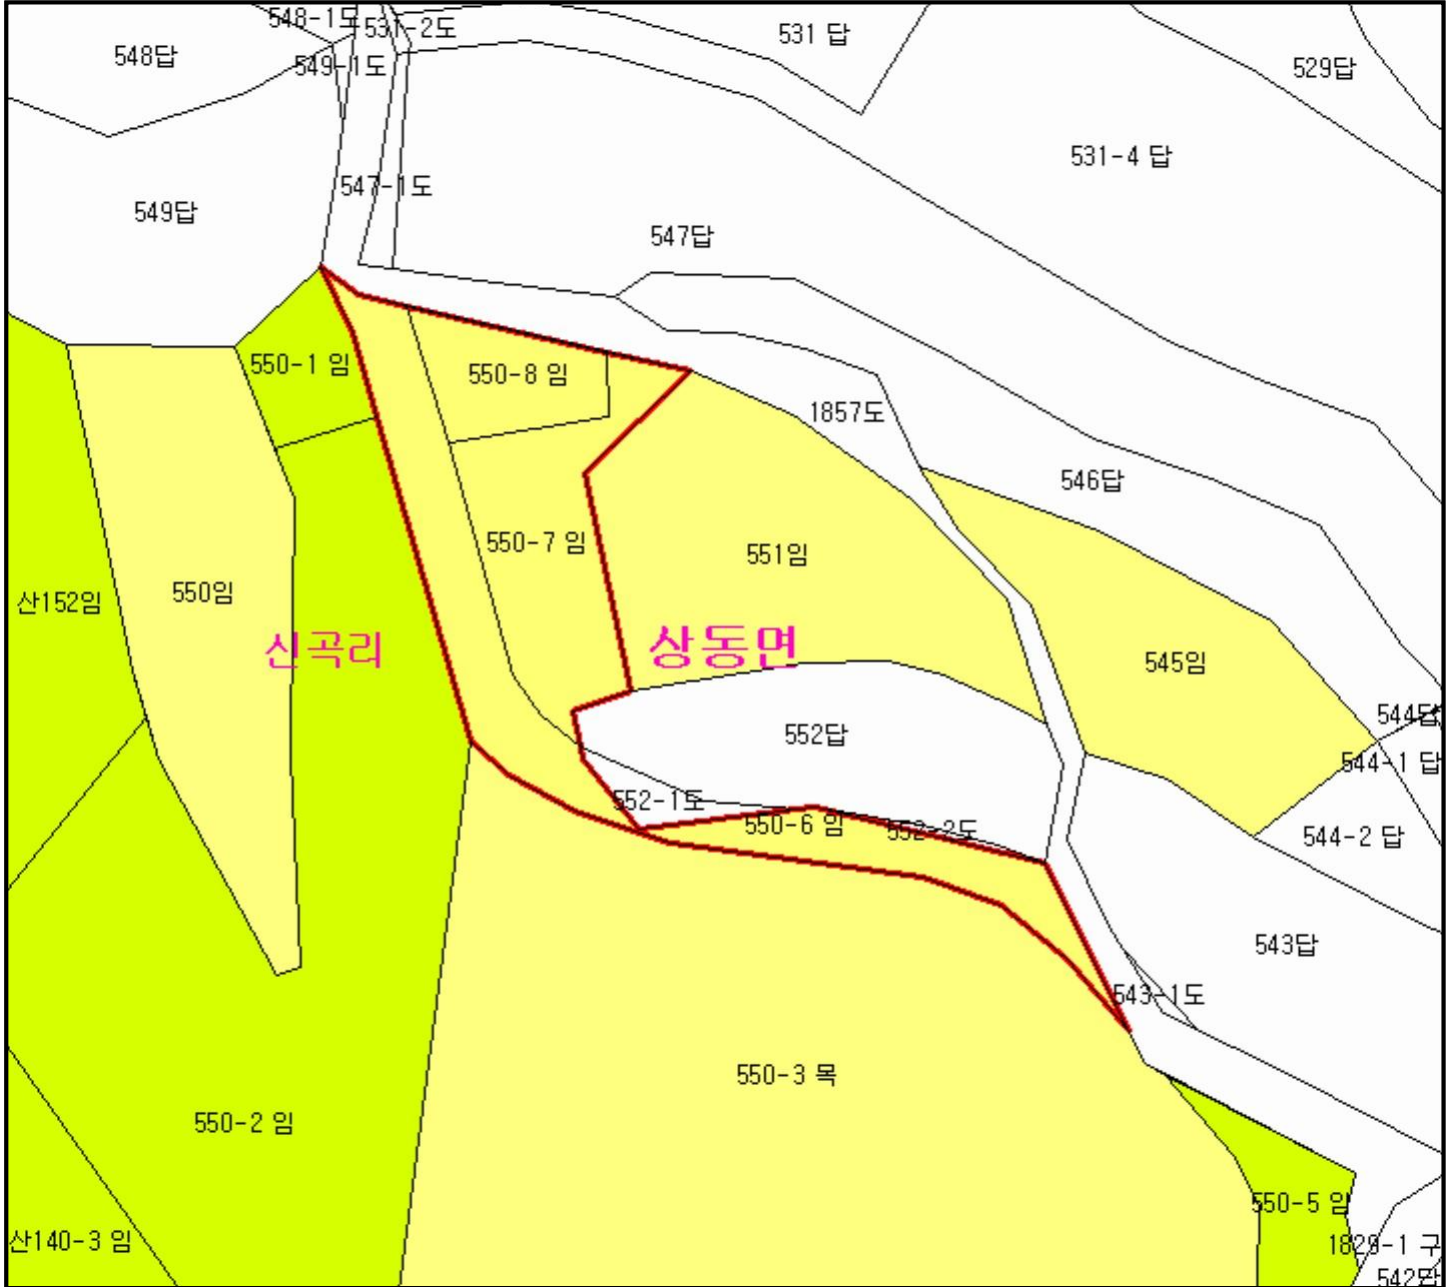 548-1도
531-2도
531 답
548답
549-1도
529답
531-4 답
547-1도
549답
547답
550-1 임
550-8 임
1857도
546답
550-7 임
551임
산152임
550임
신곡리
상동면
545임
544답
552답
544-1 답
552-1도
550-6 임
552-2도
544-2 답
543답
543-1도
550-3 목
550-2 임
550-5 임
산140-3 임
1829-1 구
542답